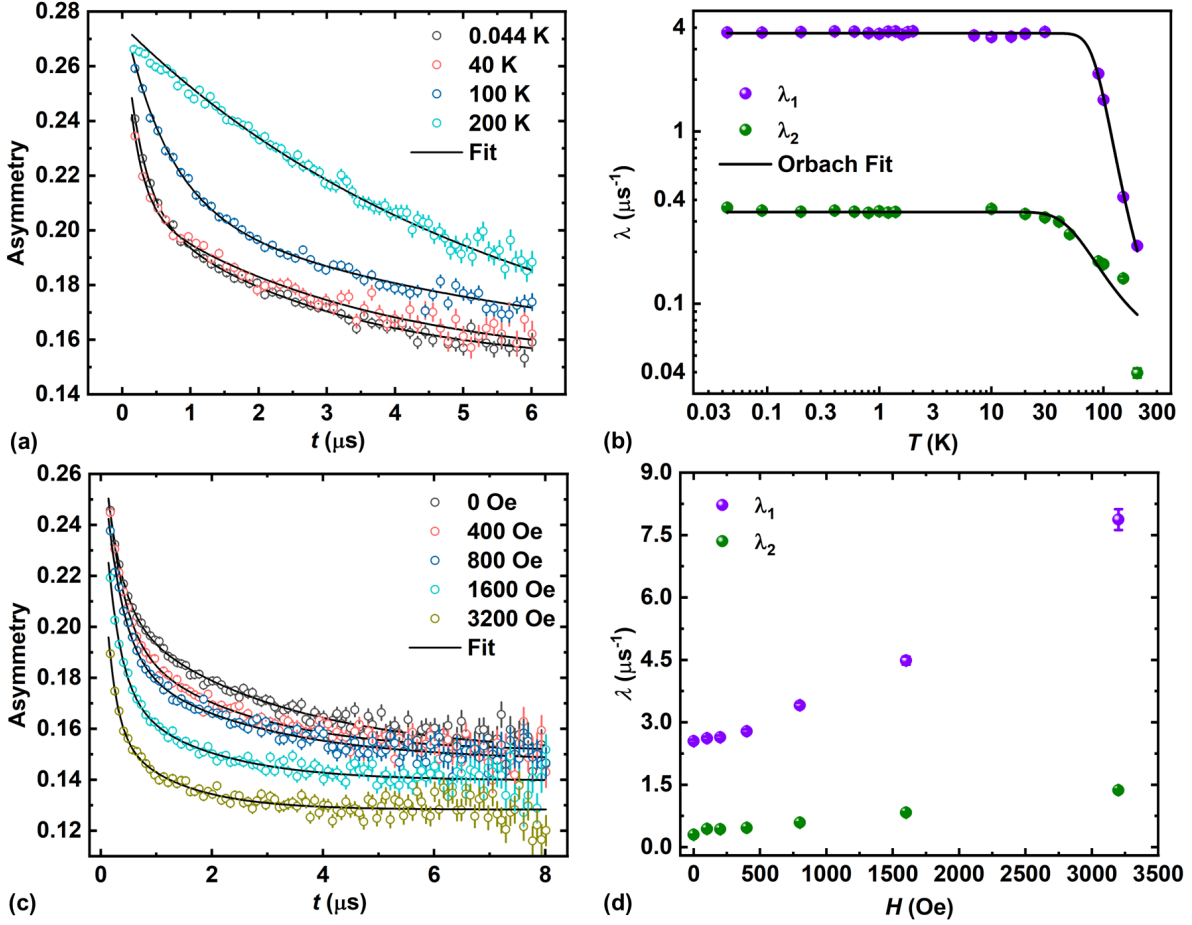 0.28
0.26
0.24
0.22
0.20
0.18
0.16
0.14
Asymmetry
0.044 K
40 K
100 K
200 K
Fit
0 1 2 3 4 5 6
t (μs)
(a)
4
1
0.4
0.1
0.04
λ (μs⁻¹)
λ₁
λ₂
Orbach Fit
0.03 0.1 0.3 1 3 10 30 100 300
T (K)
(b)
0.26
0.24
0.22
0.20
0.18
0.16
0.14
0.12
Asymmetry
0 Oe
400 Oe
800 Oe
1600 Oe
3200 Oe
Fit
0 2 4 6 8
t (μs)
(c)
9.0
7.5
6.0
4.5
3.0
1.5
0.0
λ (μs⁻¹)
λ₁
λ₂
0 500 1000 1500 2000 2500 3000 3500
H (Oe)
(d)